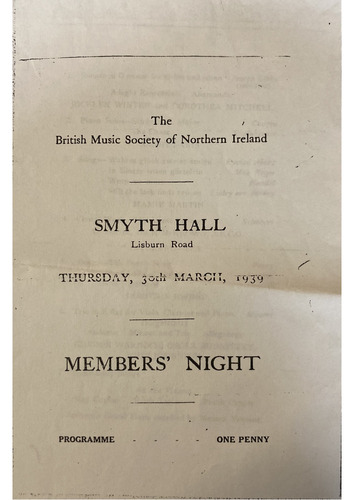 The
British Music Society of Northern Ireland
SMYTH HALL
Lisburn Road
THURSDAY, 30th MARCH, 1939
MEMBERS' NIGHT
PROGRAMME - - - - ONE PENNY